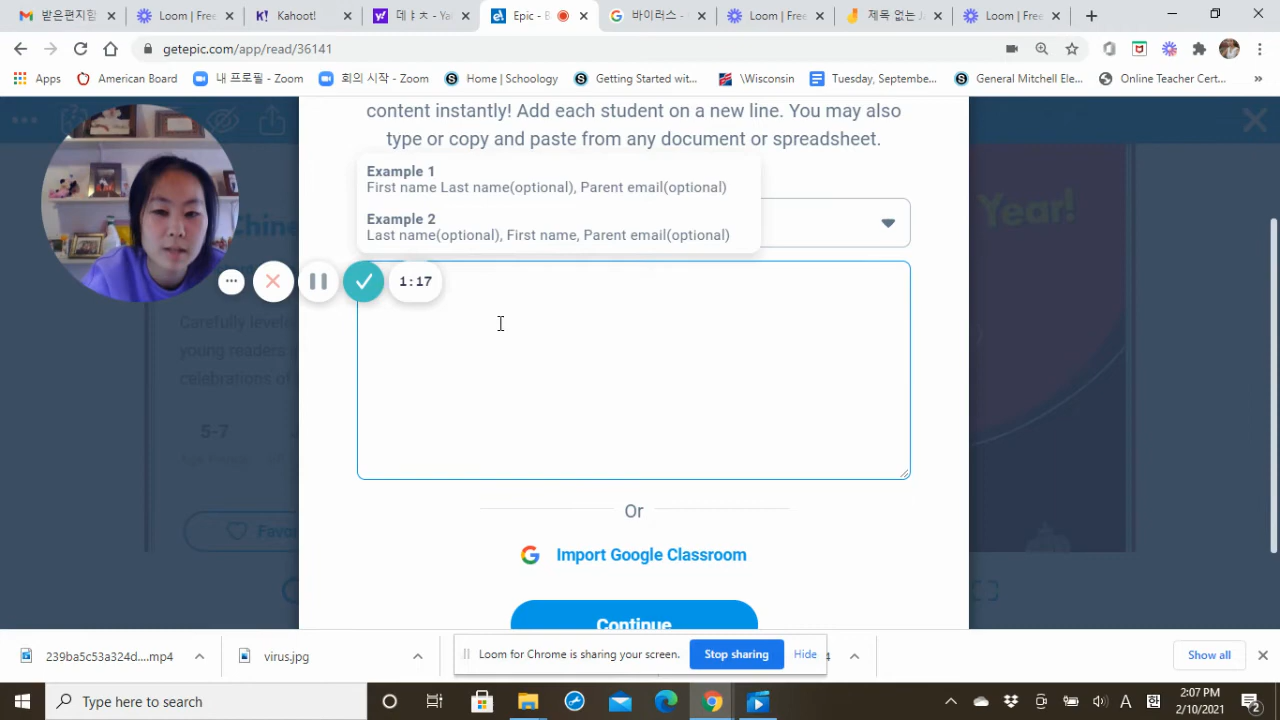 받은편지함
Loom | Free
Kahoot!
Epic - B
바이러스 -
Loom | Free
제목 없는
Loom | Free
getepic.com/app/read/36141
Apps
American Board
내 프로필 - Zoom
회의 시작 - Zoom
Home | Schoology
Getting Started wit...
\Wisconsin
Tuesday, Septembe...
General Mitchell Ele...
Online Teacher Cert...
content instantly! Add each student on a new line. You may also
type or copy and paste from any document or spreadsheet.
Example 1
First name Last name(optional), Parent email(optional)
Example 2
Last name(optional), First name, Parent email(optional)
Year!
Chine
1:17
Carefully levele
young readers
celebrations of
5-7
Favo
Or
Import Google Classroom
Continue
239ba5c53a324d....mp4
virus.jpg
Loom for Chrome is sharing your screen.
Stop sharing
Hide
4
Show all
Type here to search
A
한
2:07 PM
2/10/2021
2